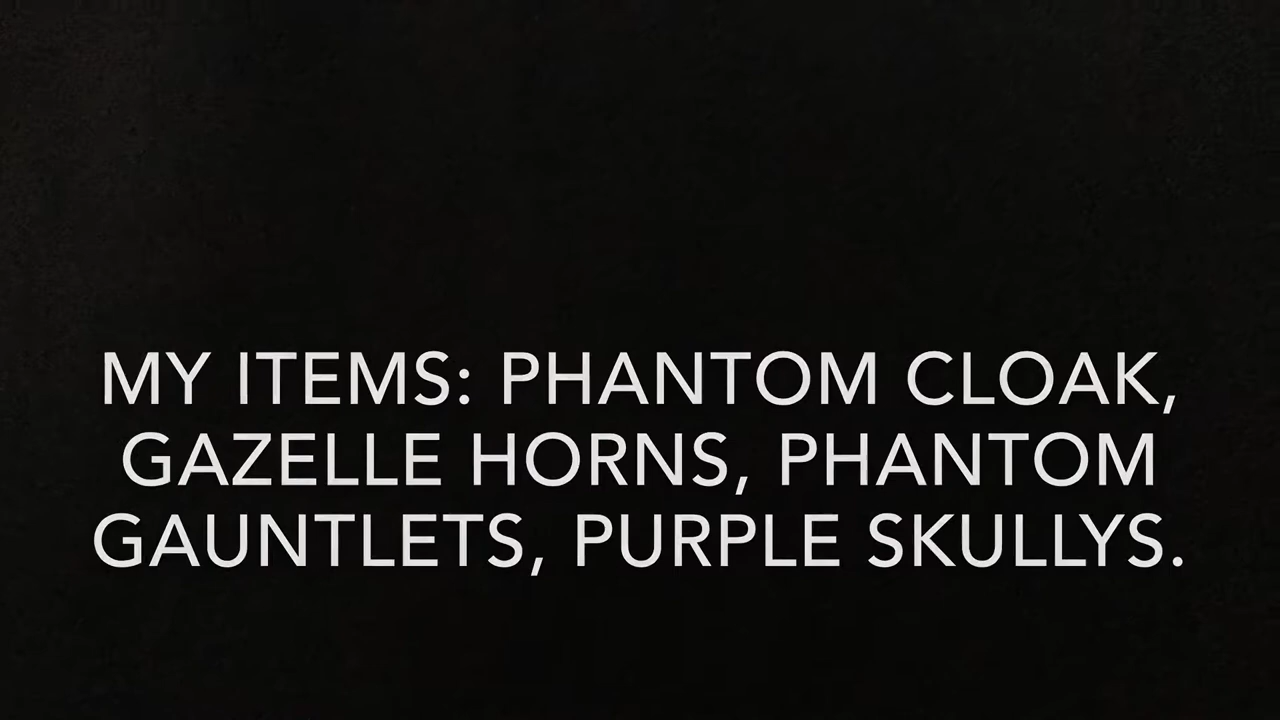 MY ITEMS: PHANTOM CLOAK,
GAZELLE HORNS, PHANTOM
GAUNTLETS, PURPLE SKULLYS.